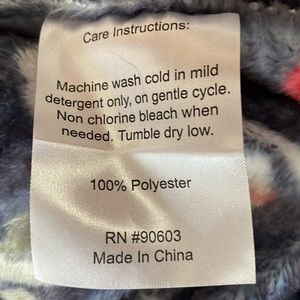 Care Instructions:
Machine wash cold in mild
detergent only, on gentle cycle.
Non chlorine bleach when
needed. Tumble dry low.
100% Polyester
RN #90603
Made In China